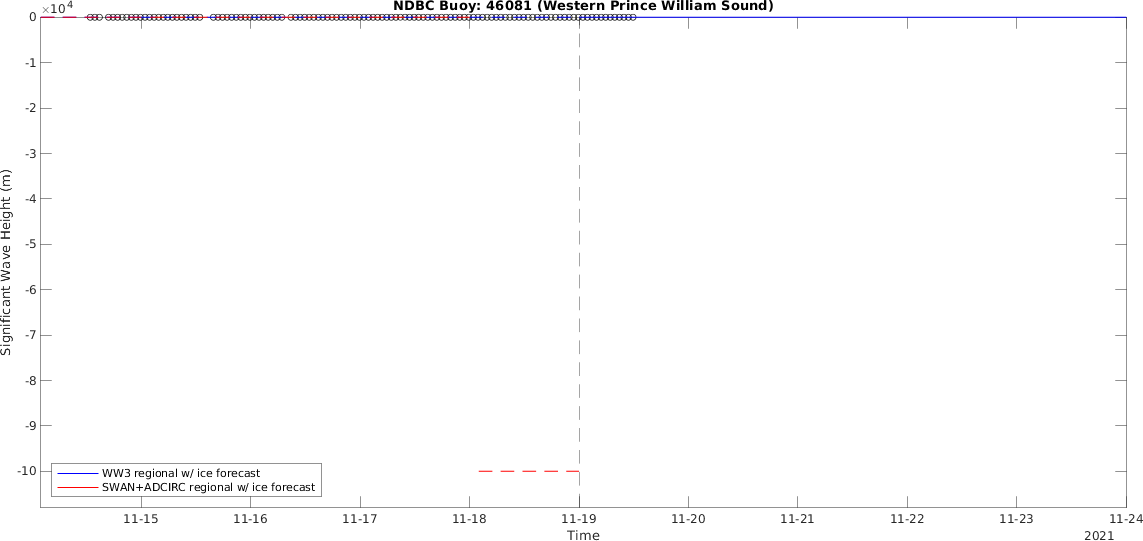 NDBC Buoy: 46081 (Western Prince William Sound)
×10⁴
0
-1
-2
-3
-4
-5
-6
-7
-8
-9
-10
Significant Wave Height (m)
WW3 regional w/ ice forecast
SWAN+ADCIRC regional w/ ice forecast
11-15 11-16 11-17 11-18 11-19 11-20 11-21 11-22 11-23 11-24
Time
2021